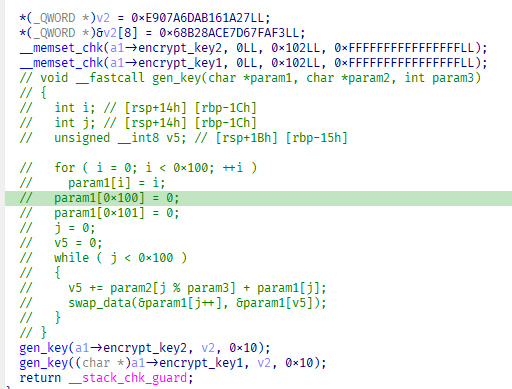 *(_QWORD *)v2 = 0×E907A6DAB161A27LL;
*(_QWORD *)&v2[8] = 0×68B28ACE7D67FAF3LL;
__memset_chk(a1→encrypt_key2, 0LL, 0×102LL, 0×FFFFFFFFFFFFFFFFLL);
__memset_chk(a1→encrypt_key1, 0LL, 0×102LL, 0×FFFFFFFFFFFFFFFFLL);
// void __fastcall gen_key(char *param1, char *param2, int param3)
// {
//   int i; // [rsp+14h] [rbp-1Ch]
//   int j; // [rsp+14h] [rbp-1Ch]
//   unsigned __int8 v5; // [rsp+1Bh] [rbp-15h]
//   for ( i = 0; i < 0×100; ++i )
//     param1[i] = i;
//   param1[0×100] = 0;
//   param1[0×101] = 0;
//   j = 0;
//   v5 = 0;
//   while ( j < 0×100 )
//   {
//     v5 += param2[j % param3] + param1[j];
//     swap_data(&param1[j++], &param1[v5]);
//   }
// }
gen_key(a1→encrypt_key2, v2, 0×10);
gen_key((char *)a1→encrypt_key1, v2, 0×10);
return __stack_chk_guard;